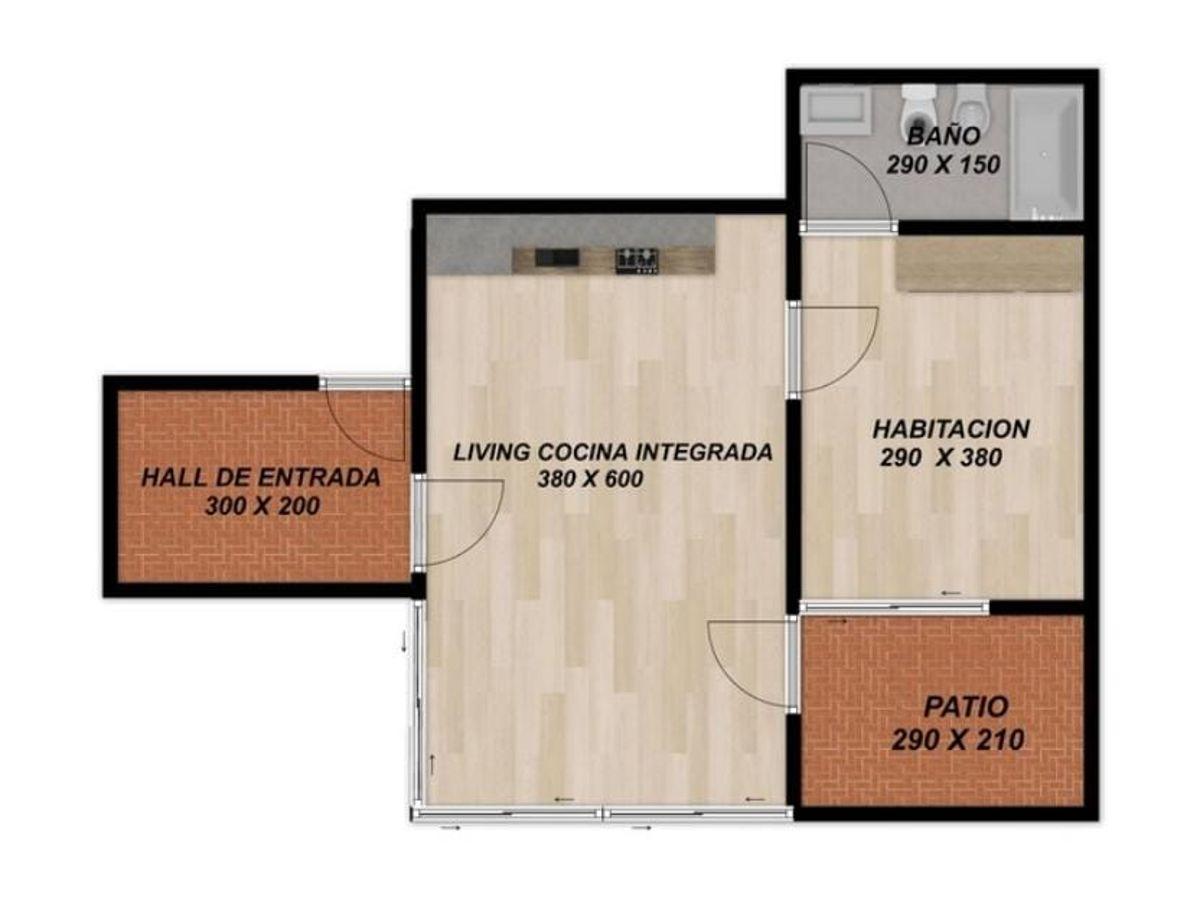 BAÑO
290 X 150
HABITACION
290 X 380
LIVING COCINA INTEGRADA
380 X 600
HALL DE ENTRADA
300 X 200
PATIO
290 X 210